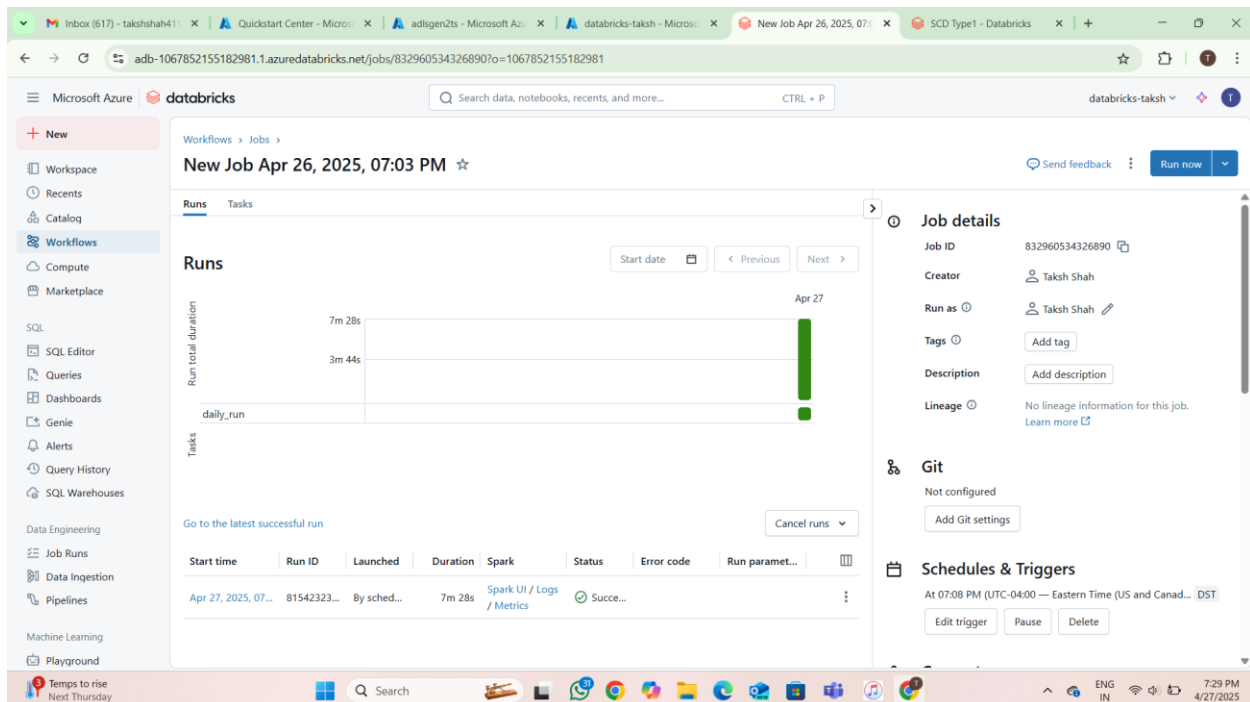 Inbox (617) - takshshah411
Quickstart Center - Micros
adlsgen2ts - Microsoft Azu
databricks-taksh - Microso
New Job Apr 26, 2025, 07:0
SCD Type1 - Databricks
adb-1067852155182981.1.azuredatabricks.net/jobs/832960534326890?o=1067852155182981
T
Microsoft Azure
databricks
Search data, notebooks, recents, and more...
CTRL + P
databricks-taksh
T
New
Workspace
Recents
Catalog
Workflows
Compute
Marketplace
SQL
SQL Editor
Queries
Dashboards
Genie
Alerts
Query History
SQL Warehouses
Data Engineering
Job Runs
Data Ingestion
Pipelines
Machine Learning
Playground
Workflows > Jobs >
New Job Apr 26, 2025, 07:03 PM
Send feedback
Run now
Runs
Tasks
Runs
Start date
Previous
Next
Apr 27
Run total duration
7m 28s
3m 44s
daily_run
Tasks
Go to the latest successful run
Cancel runs
Start time Run ID Launched Duration Spark Status Error code Run paramet...
Apr 27, 2025, 07... 81542323... By sched... 7m 28s Spark UI / Logs
/ Metrics
Succe...
Job details
Job ID 832960534326890
Creator Taksh Shah
Run as Taksh Shah
Tags Add tag
Description Add description
Lineage No lineage information for this job.
Learn more
Git
Not configured
Add Git settings
Schedules & Triggers
At 07:08 PM (UTC-04:00 — Eastern Time (US and Canad... DST
Edit trigger
Pause
Delete
3
Temps to rise
Next Thursday
Search
31
T
ENG
IN
7:29 PM
4/27/2025